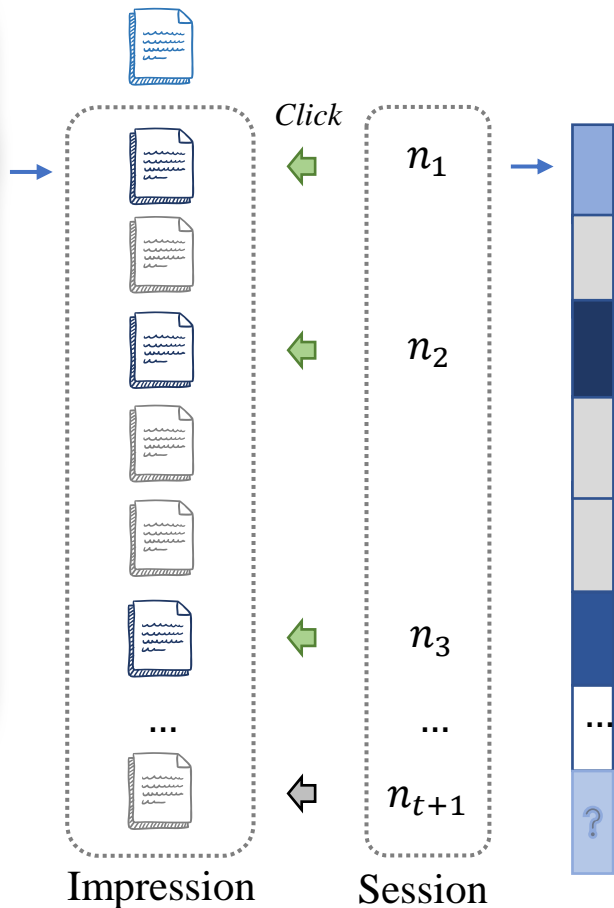 Click
n₁
n₂
n₃
... ... ...
nₜ₊₁
?
Impression Session